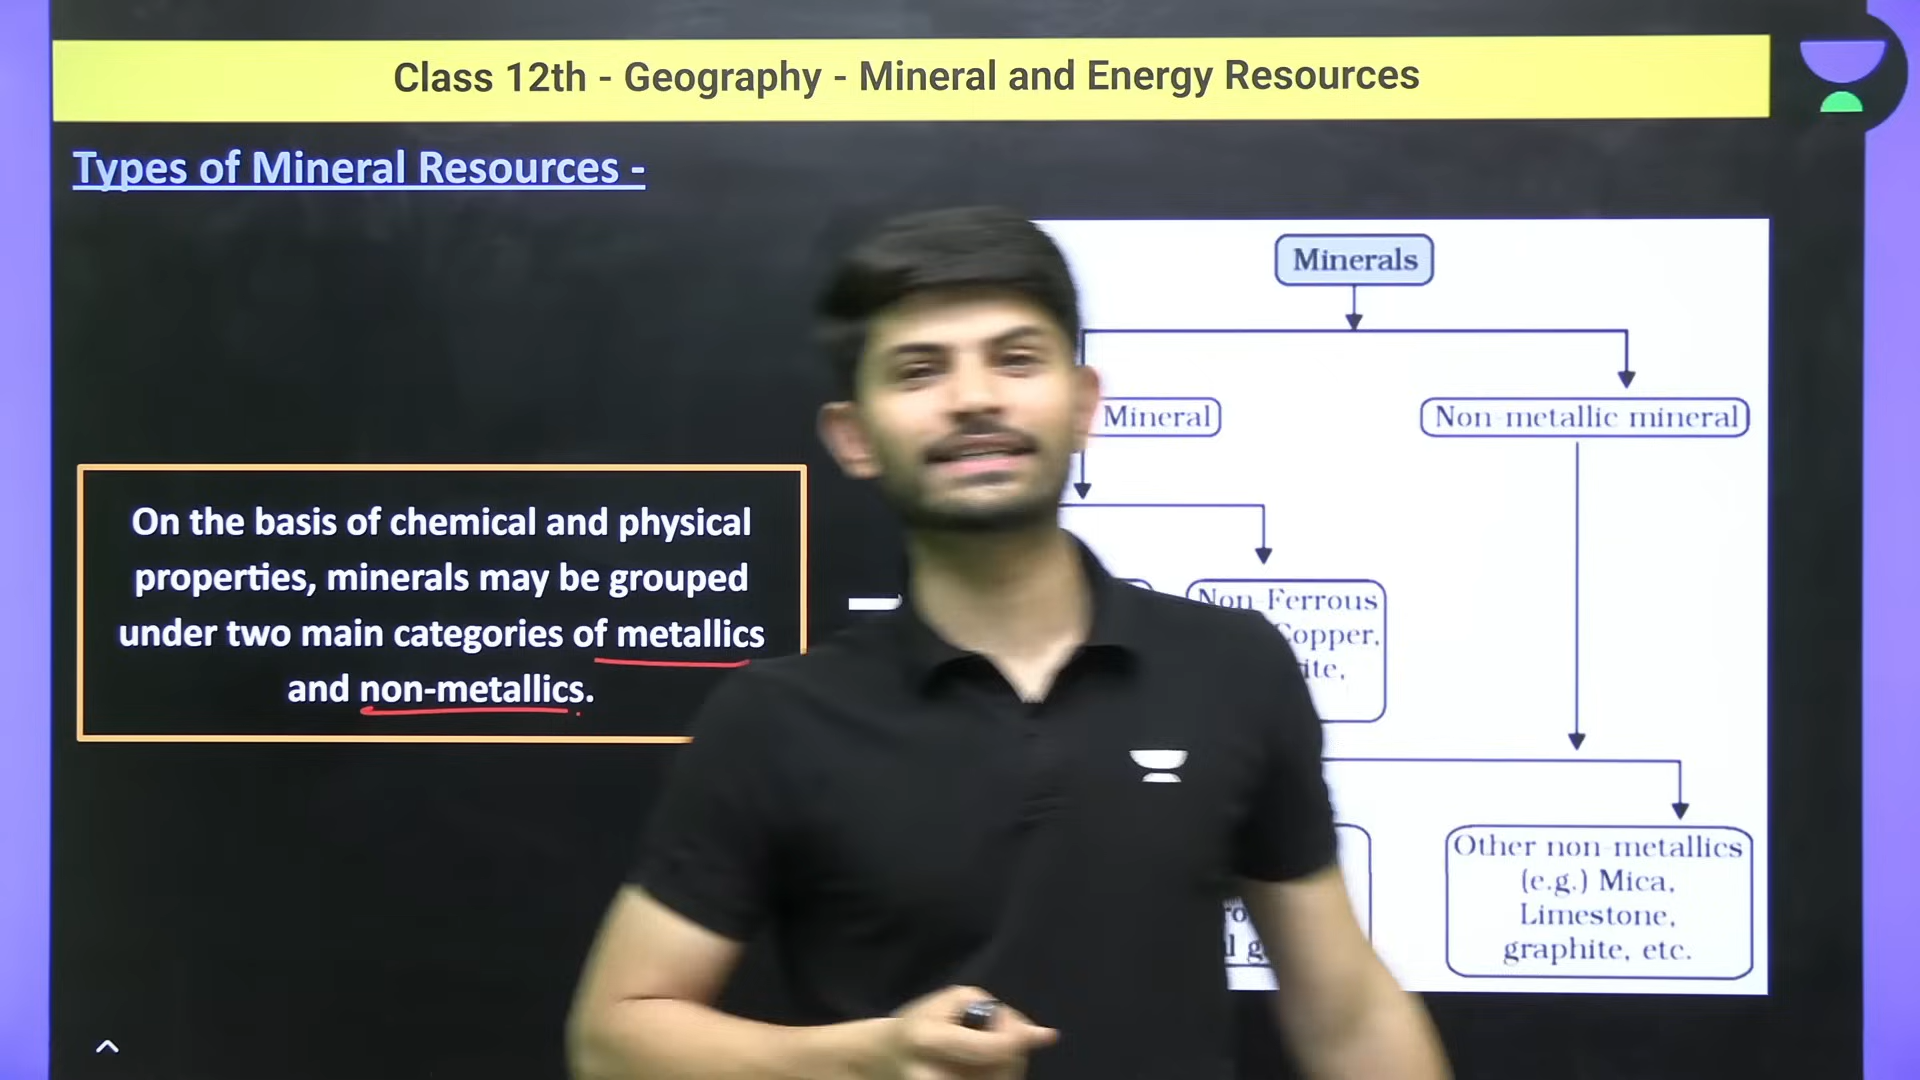 Class 12th - Geography - Mineral and Energy Resources
Types of Mineral Resources -
On the basis of chemical and physical
properties, minerals may be grouped
under two main categories of metallics
and non-metallics.
Minerals
Mineral
Non-metallic mineral
Non-Ferrous
Copper,
Other non-metallics
(e.g.) Mica,
Limestone,
graphite, etc.